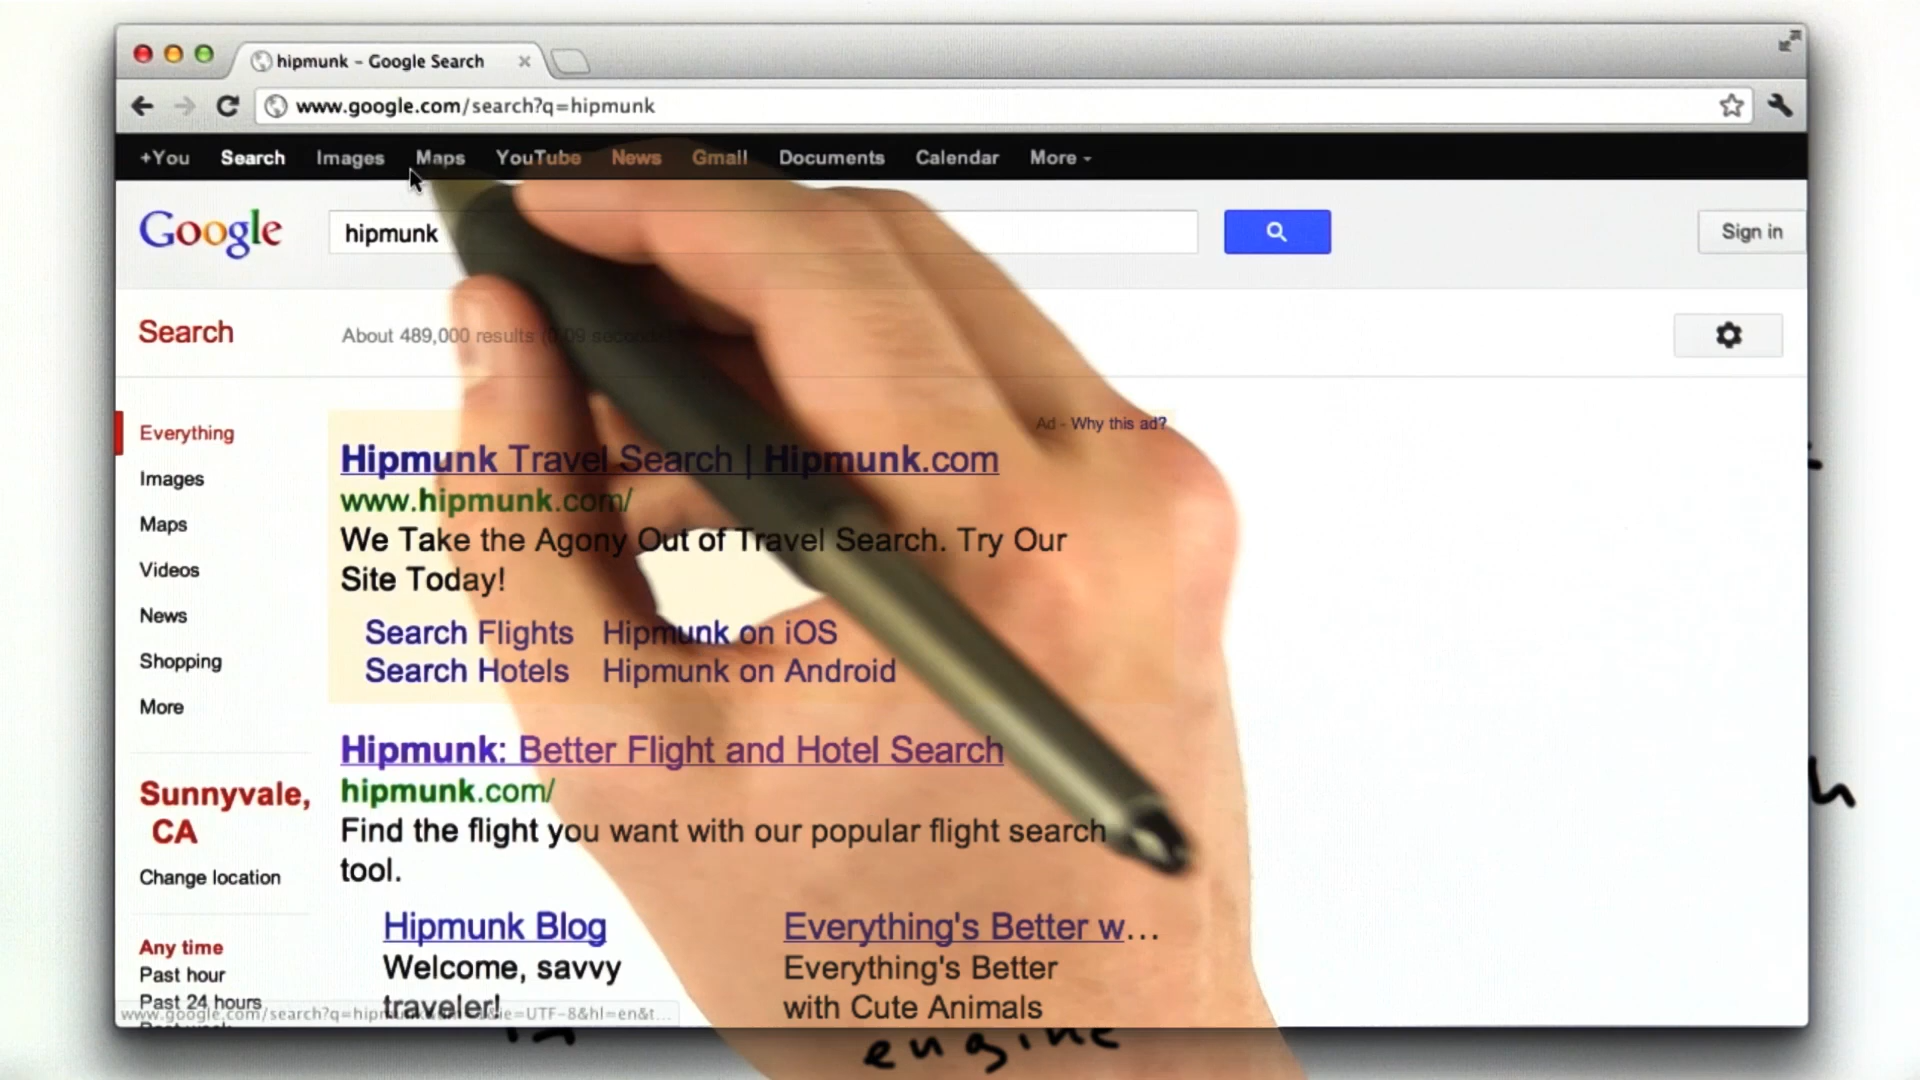 hipmunk – Google Search
www.google.com/search?q=hipmunk
+You Search Images Maps YouTube News Gmail Documents Calendar More
Google hipmunk Sign in
Search About 489,000 results
Ad - Why this ad?
Everything
Images
Maps
Videos
News
Shopping
More
Sunnyvale,
CA
Change location
Any time
Past hour
Past 24 hours
Hipmunk Travel Search | Hipmunk.com
www.hipmunk.com/
We Take the Agony Out of Travel Search. Try Our
Site Today!
Search Flights Hipmunk on iOS
Search Hotels Hipmunk on Android
Hipmunk: Better Flight and Hotel Search
hipmunk.com/
Find the flight you want with our popular flight search
tool.
Hipmunk Blog
Welcome, savvy
traveler!
Everything's Better w...
Everything's Better
with Cute Animals
engine